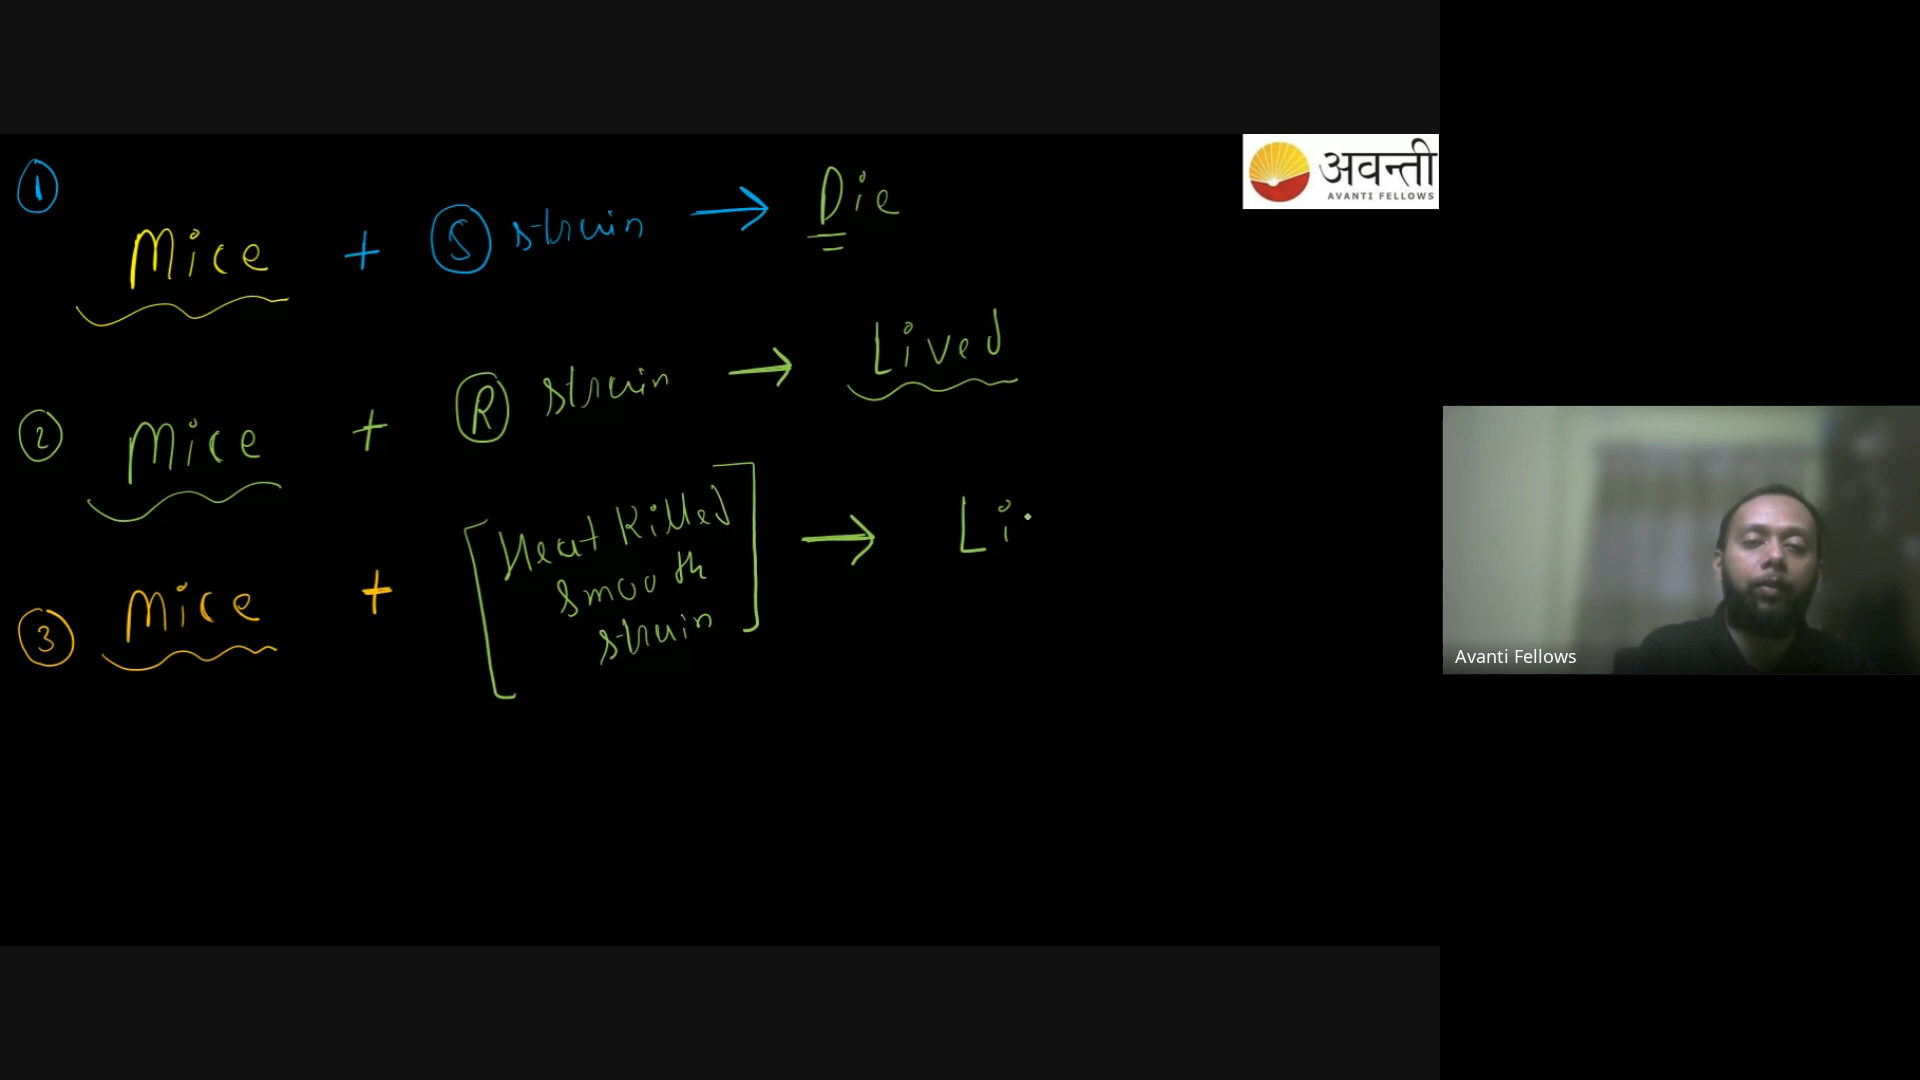 1
Mice + S strain → Die
2 Mice + R strain → Lived
3 Mice + [Heat Killed
smooth
strain] → Li
अवन्ती
AVANTI FELLOWS
Avanti Fellows